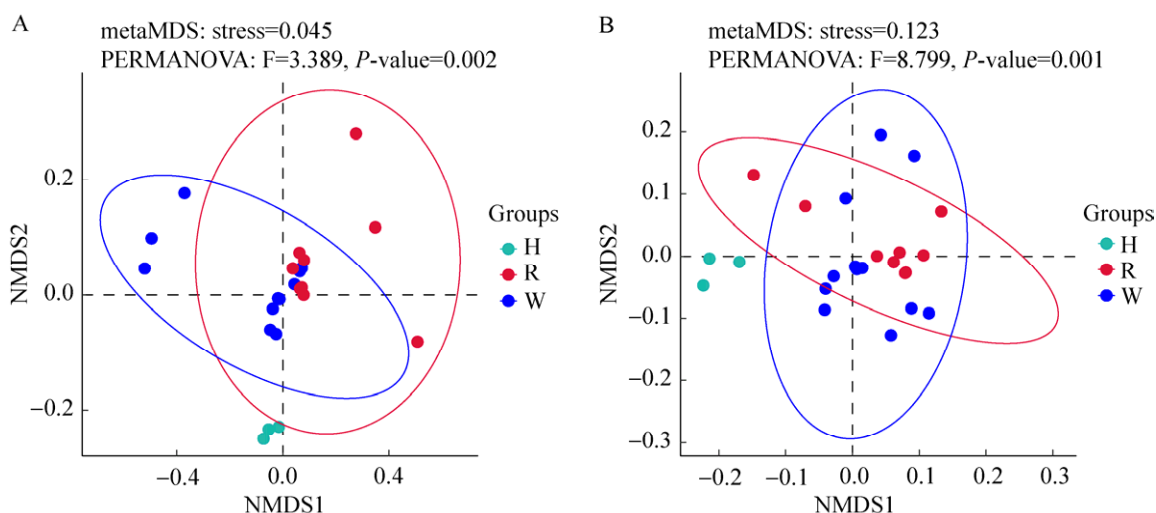 A
metaMDS: stress=0.045
PERMANOVA: F=3.389, P-value=0.002
NMDS2
0.2
0.0
−0.2
−0.4
0.0
0.4
NMDS1
Groups
H
R
W
B
metaMDS: stress=0.123
PERMANOVA: F=8.799, P-value=0.001
NMDS2
0.2
0.1
0.0
−0.1
−0.2
−0.3
−0.2
−0.1
0.0
0.1
0.2
0.3
NMDS1
Groups
H
R
W